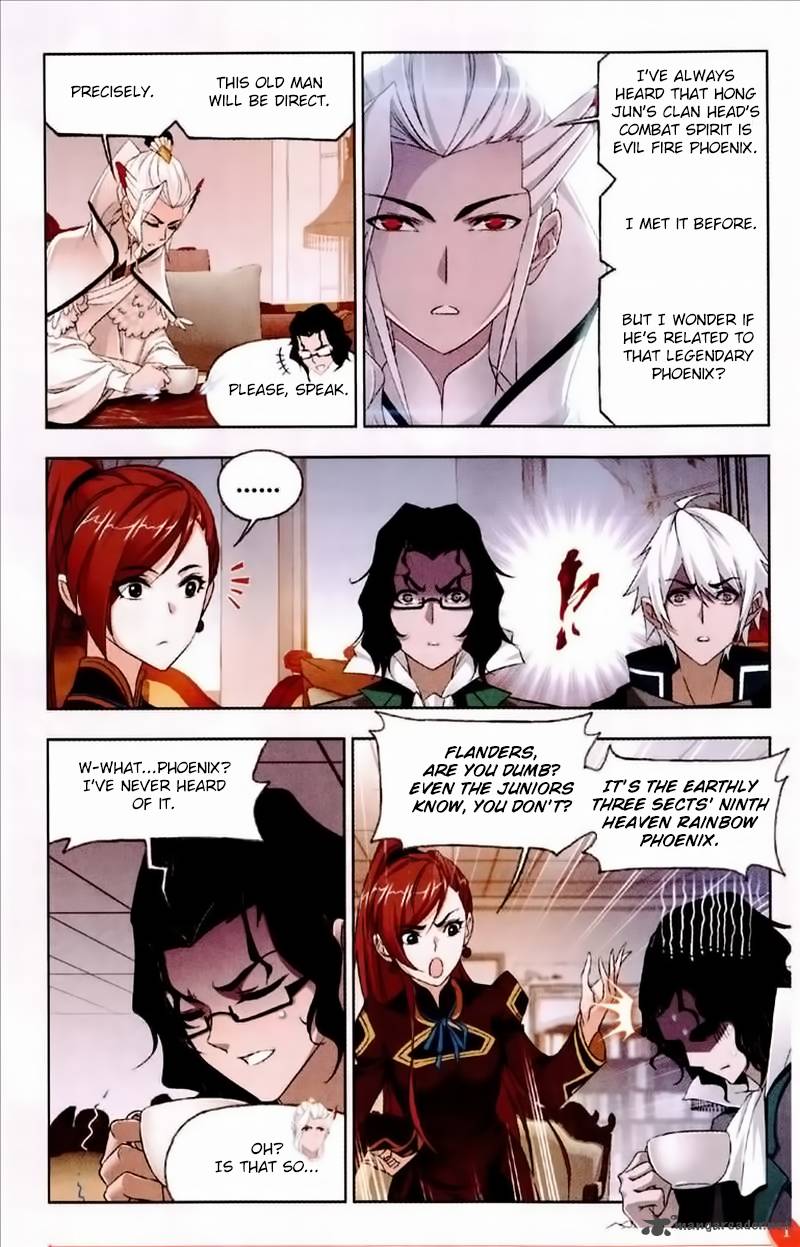 PRECISELY.
THIS OLD MAN
WILL BE DIRECT.
PLEASE, SPEAK.
I'VE ALWAYS
HEARD THAT HONG
JUN'S CLAN HEAD'S
COMBAT SPIRIT IS
EVIL FIRE PHOENIX.
I MET IT BEFORE.
BUT I WONDER IF
HE'S RELATED TO
THAT LEGENDARY
PHOENIX?
......
W-WHAT...PHOENIX?
I'VE NEVER HEARD
OF IT.
OH?
IS THAT SO...
FLANDERS,
ARE YOU DUMB?
EVEN THE JUNIORS
KNOW, YOU DON'T?
IT'S THE EARTHLY
THREE SECTS' NINTH
HEAVEN RAINBOW
PHOENIX.
1